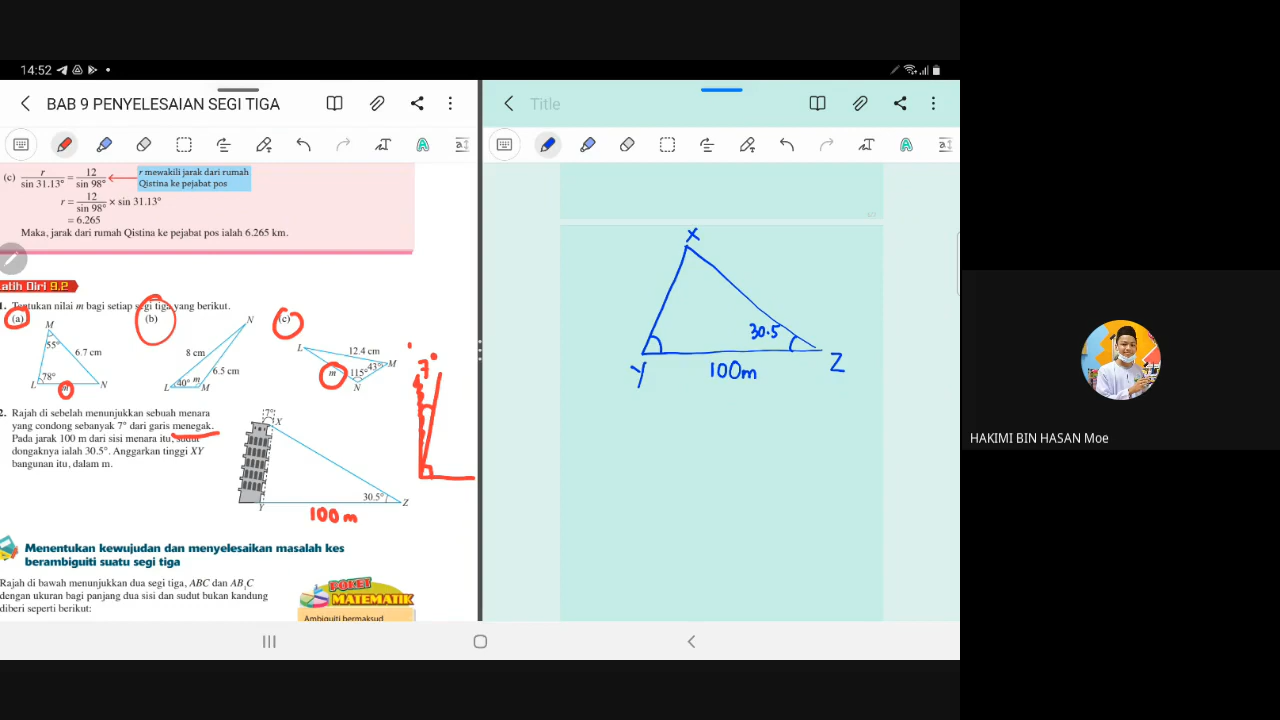 14:52
BAB 9 PENYELESAIAN SEGI TIGA
(c) r/sin 31.13° = 12/sin 98°
r mewakili jarak dari rumah
Qistina ke pejabat pos
r = 12/sin 98° × sin 31.13°
= 6.265
Maka, jarak dari rumah Qistina ke pejabat pos ialah 6.265 km.
atih Diri 9.2
1. Tentukan nilai m bagi setiap segi tiga yang berikut.
(a) (b) (c)
M
55°
6.7 cm
78°
L m N
N
8 cm
6.5 cm
40° m
L M
L
12.4 cm
M
m 115° 43°
N
7°
2. Rajah di sebelah menunjukkan sebuah menara
yang condong sebanyak 7° dari garis menegak.
Pada jarak 100 m dari sisi menara itu, sudut
dongaknya ialah 30.5°. Anggarkan tinggi XY
bangunan itu, dalam m.
7°
X
30.5°
Y Z
100 m
Menentukan kewujudan dan menyelesaikan masalah kes
berambiguiti suatu segi tiga
Rajah di bawah menunjukkan dua segi tiga, ABC dan AB₁C
dengan ukuran bagi panjang dua sisi dan sudut bukan kandung
diberi seperti berikut:
POKET
MATEMATIK
Ambiguiti bermaksud
Title
X
30.5
Y
100m
Z
HAKIMI BIN HASAN Moe